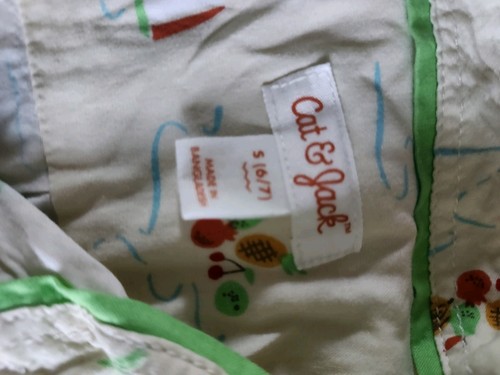 Cat & Jack™
S (6/7)
MADE IN
BANGLADESH